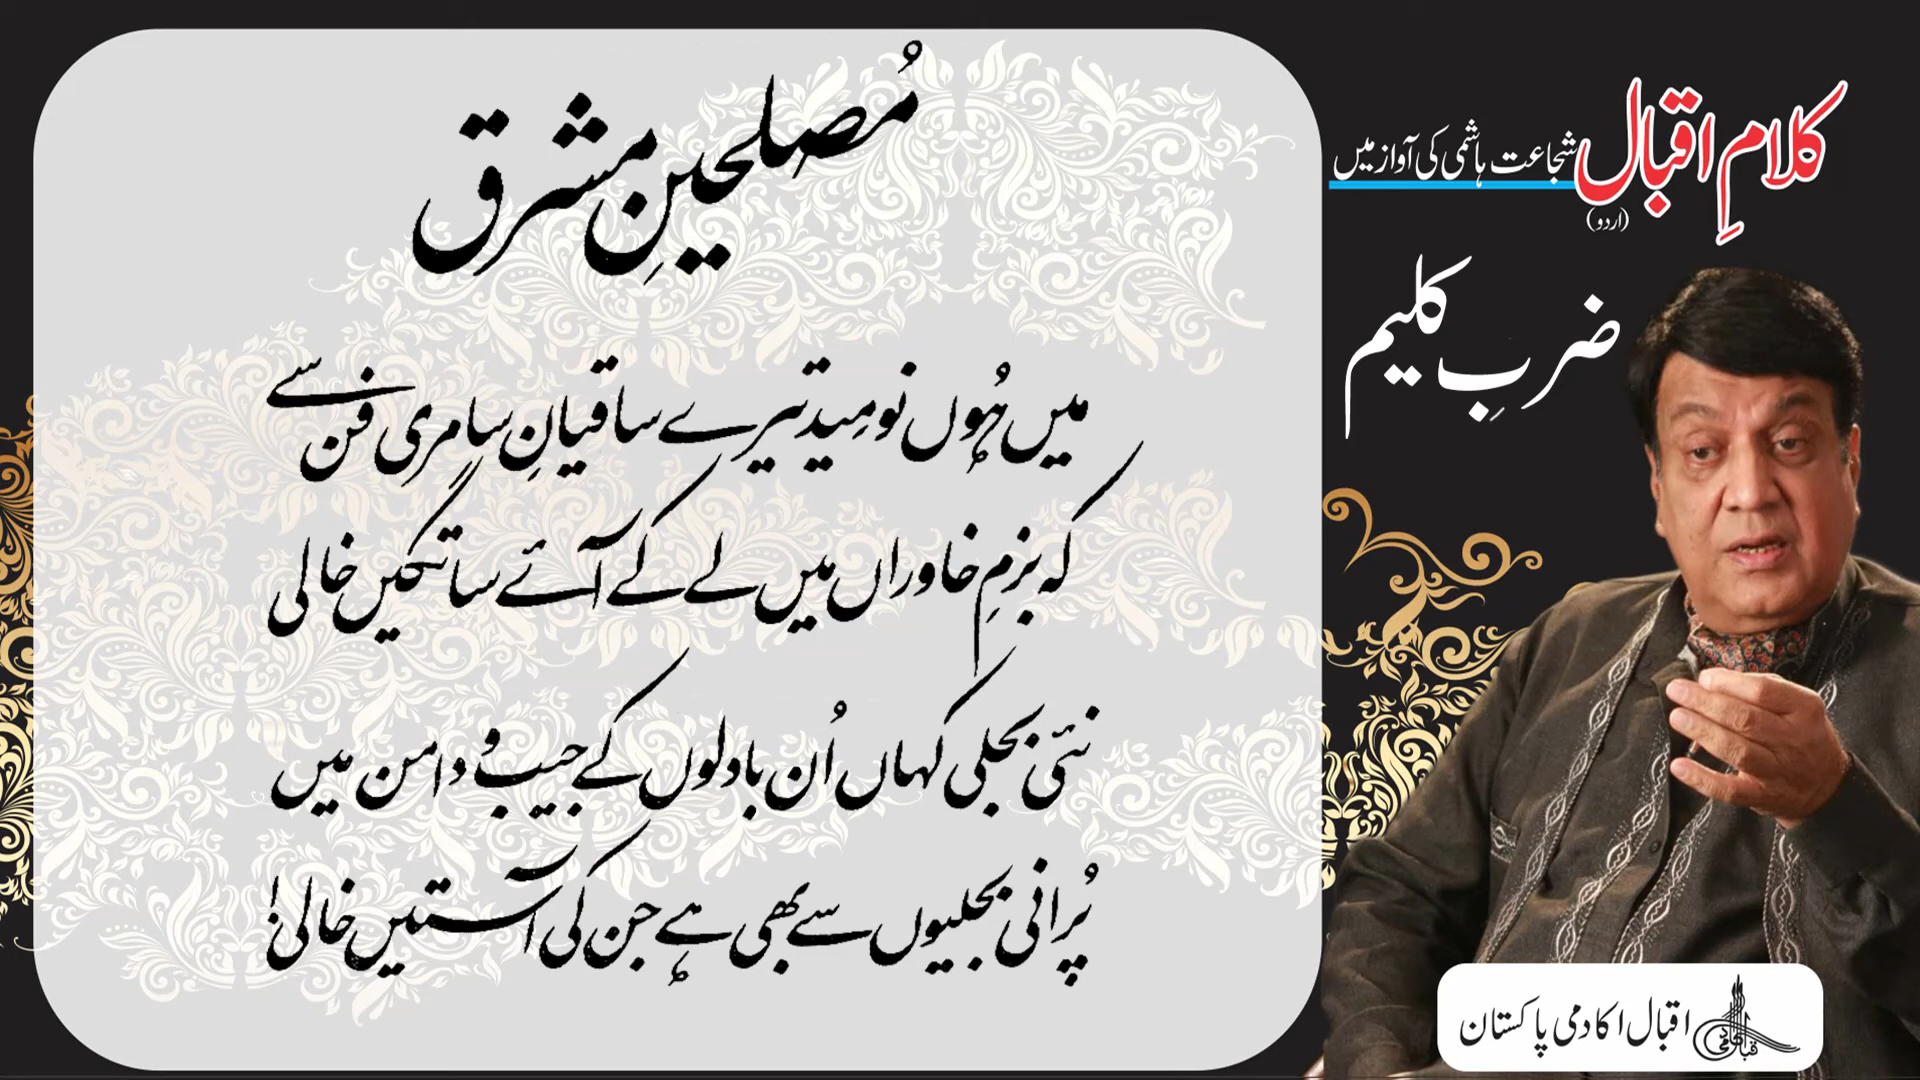 مُصلحینِ مشرق
میں ہُوں نومِید تیرے ساقیانِ سامری فن سے
کہ بزمِ خاوراں میں لے کے آئے ساتگیں خالی
نئی بجلی کہاں اُن بادلوں کے جیب و دامن میں
پُرانی بجلیوں سے بھی ہے جن کی آستیں خالی!
کلامِ اقبال
شجاعت ہاشمی کی آواز میں
(اردو)
ضربِ کلیم
اقبال اکادمی پاکستان